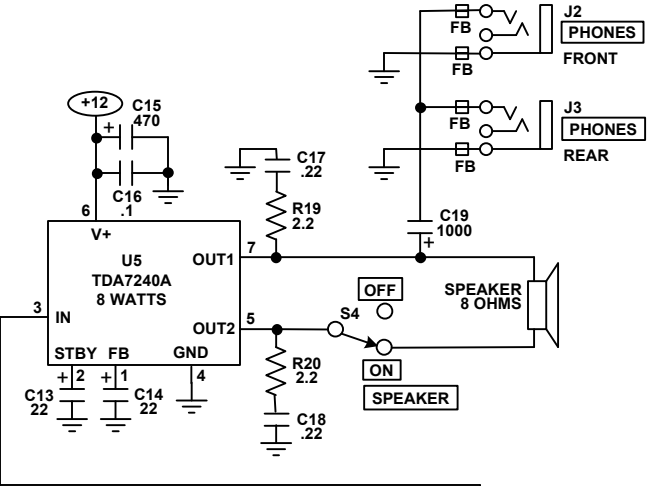 J2
PHONES
FB
FRONT
FB
J3
PHONES
FB
REAR
FB
+12
C15
+ 470
C16
.1
C17
.22
R19
2.2
C19
1000
+
6
V+
U5
TDA7240A
8 WATTS
OUT1
7
3
IN
OUT2
5
STBY FB
GND
+ 2
+ 1
4
C13
22
C14
22
R20
2.2
C18
.22
S4
OFF
ON
SPEAKER
SPEAKER
8 OHMS